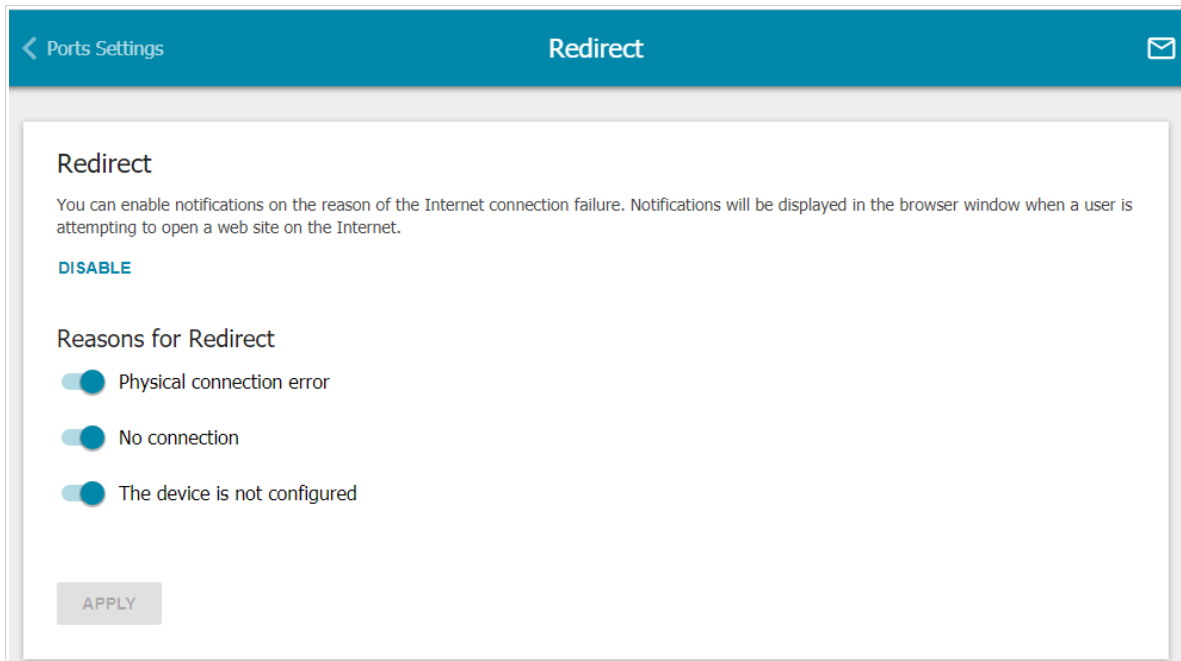 Ports Settings
Redirect
Redirect
You can enable notifications on the reason of the Internet connection failure. Notifications will be displayed in the browser window when a user is
attempting to open a web site on the Internet.
DISABLE
Reasons for Redirect
Physical connection error
No connection
The device is not configured
APPLY